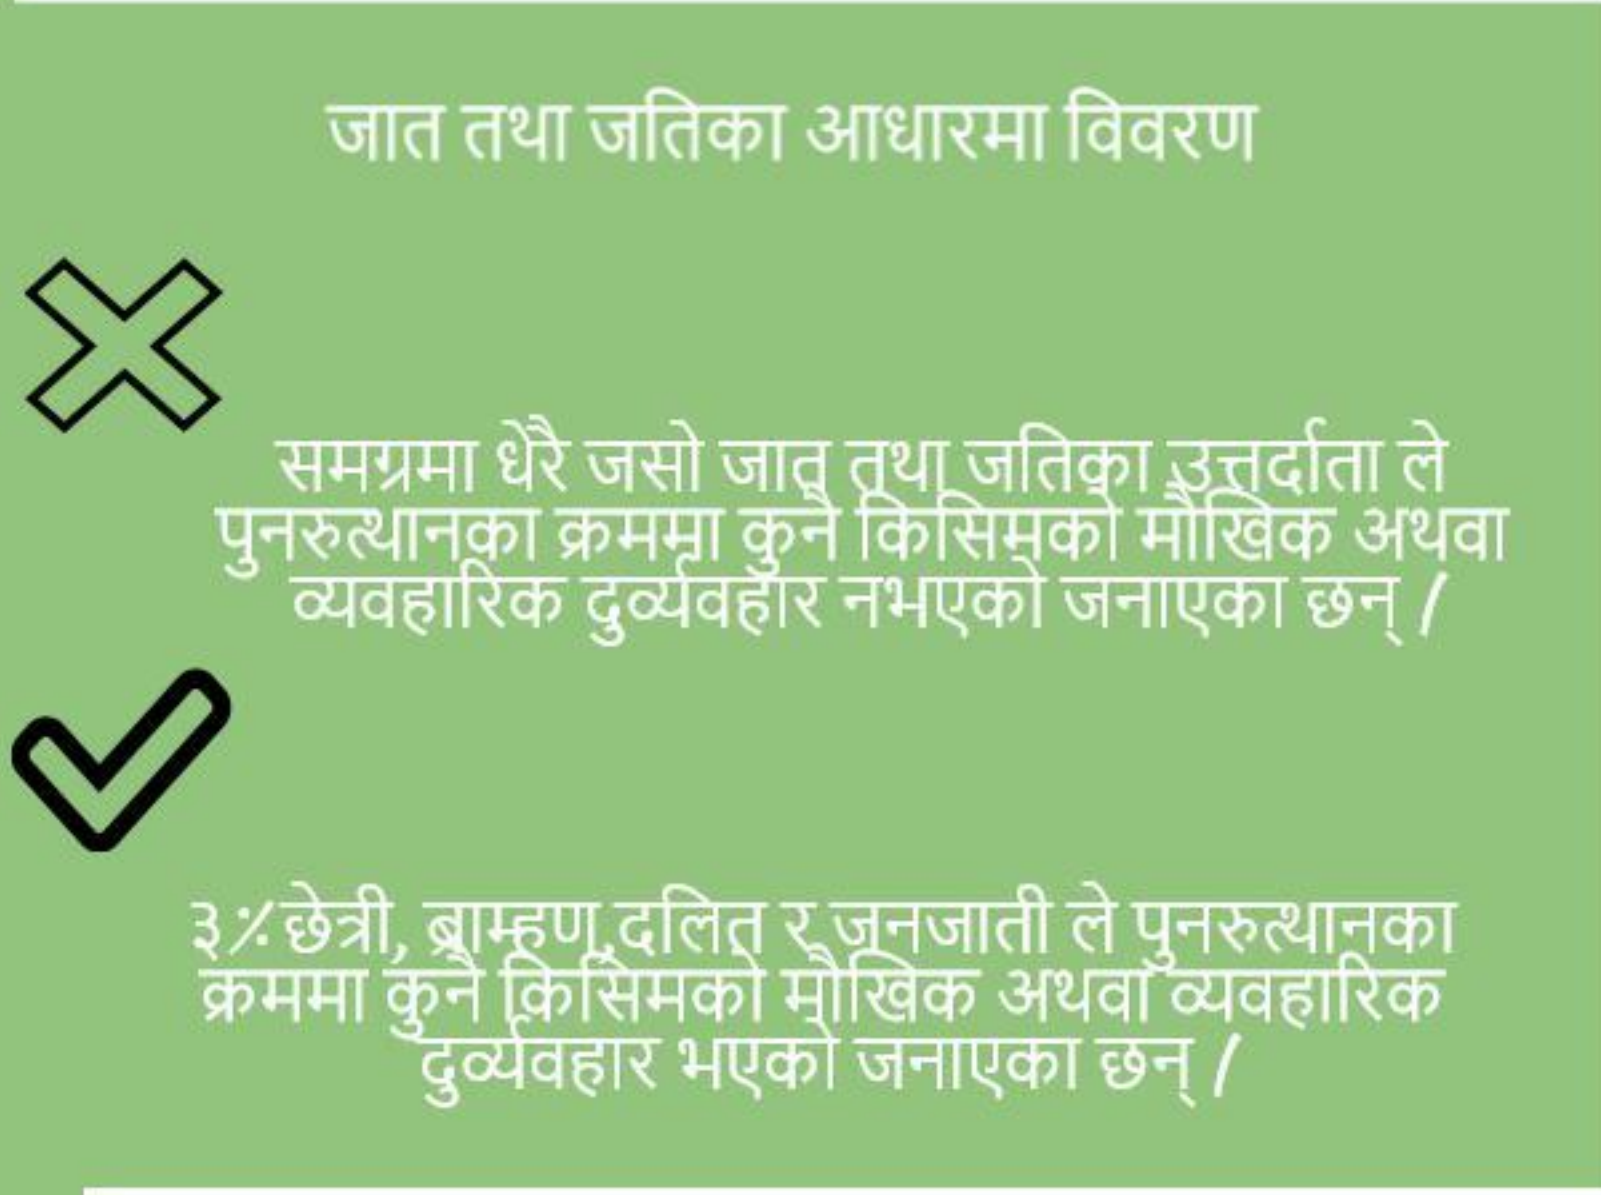 जात तथा जतिका आधारमा विवरण
समग्रमा धेरै जसो जात तथा जतिका उत्तर्दाता ले
पुनरुत्थानका क्रममा कुनै किसिमको मौखिक अथवा
व्यवहारिक दुर्व्यवहार नभएको जनाएका छन् /
३% छेत्री, ब्राम्हण,दलित र जनजाती ले पुनरुत्थानका
क्रममा कुनै किसिमको मौखिक अथवा व्यवहारिक
दुर्व्यवहार भएको जनाएका छन् /